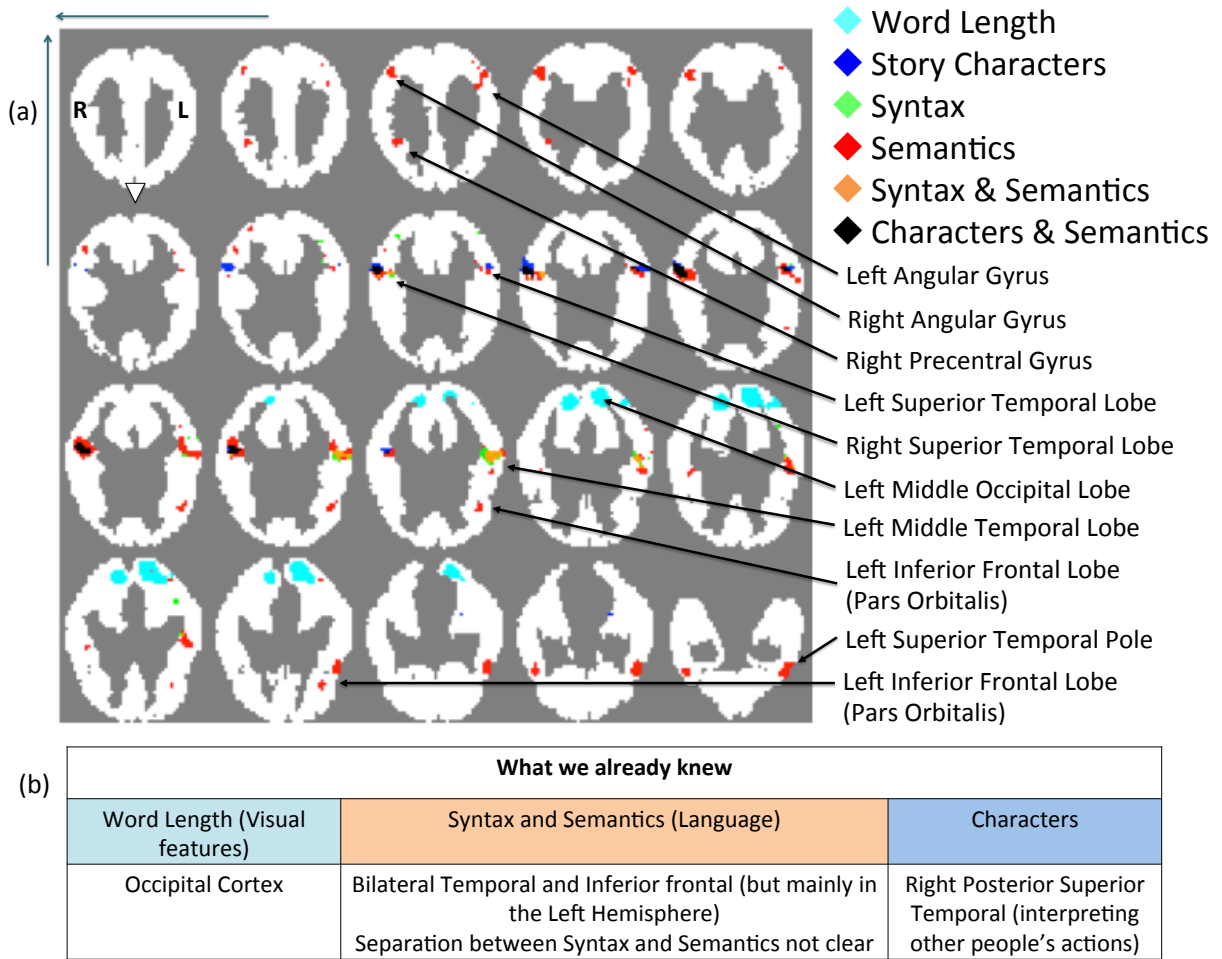 (a)
R
L
Word Length
Story Characters
Syntax
Semantics
Syntax & Semantics
Characters & Semantics
Left Angular Gyrus
Right Angular Gyrus
Right Precentral Gyrus
Left Superior Temporal Lobe
Right Superior Temporal Lobe
Left Middle Occipital Lobe
Left Middle Temporal Lobe
Left Inferior Frontal Lobe
(Pars Orbitalis)
Left Superior Temporal Pole
Left Inferior Frontal Lobe
(Pars Orbitalis)
(b)
What we already knew
Word Length (Visual
features)
Syntax and Semantics (Language)
Characters
Occipital Cortex
Bilateral Temporal and Inferior frontal (but mainly in
the Left Hemisphere)
Separation between Syntax and Semantics not clear
Right Posterior Superior
Temporal (interpreting
other people's actions)